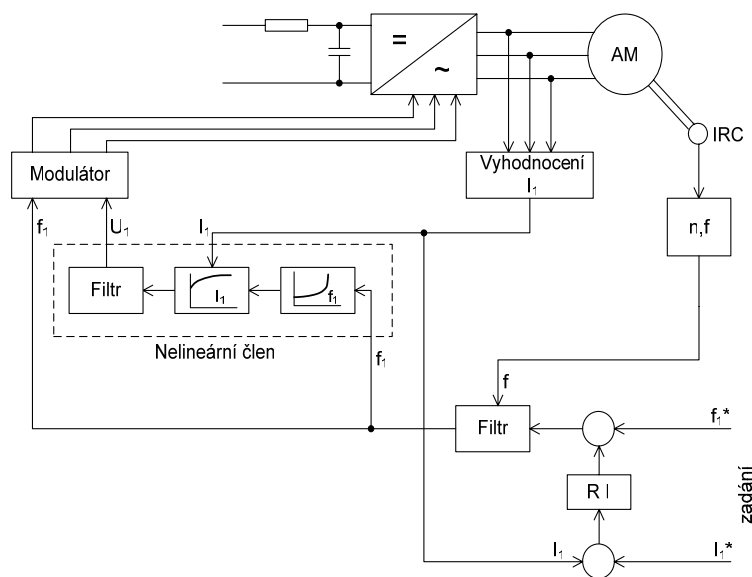 =
~
AM
IRC
Modulátor
Vyhodnocení
I₁
n,f
f₁
U₁
I₁
Filtr
I₁
f₁
Nelineární člen
f₁
f
Filtr
f₁*
R I
zadání
I₁
I₁*